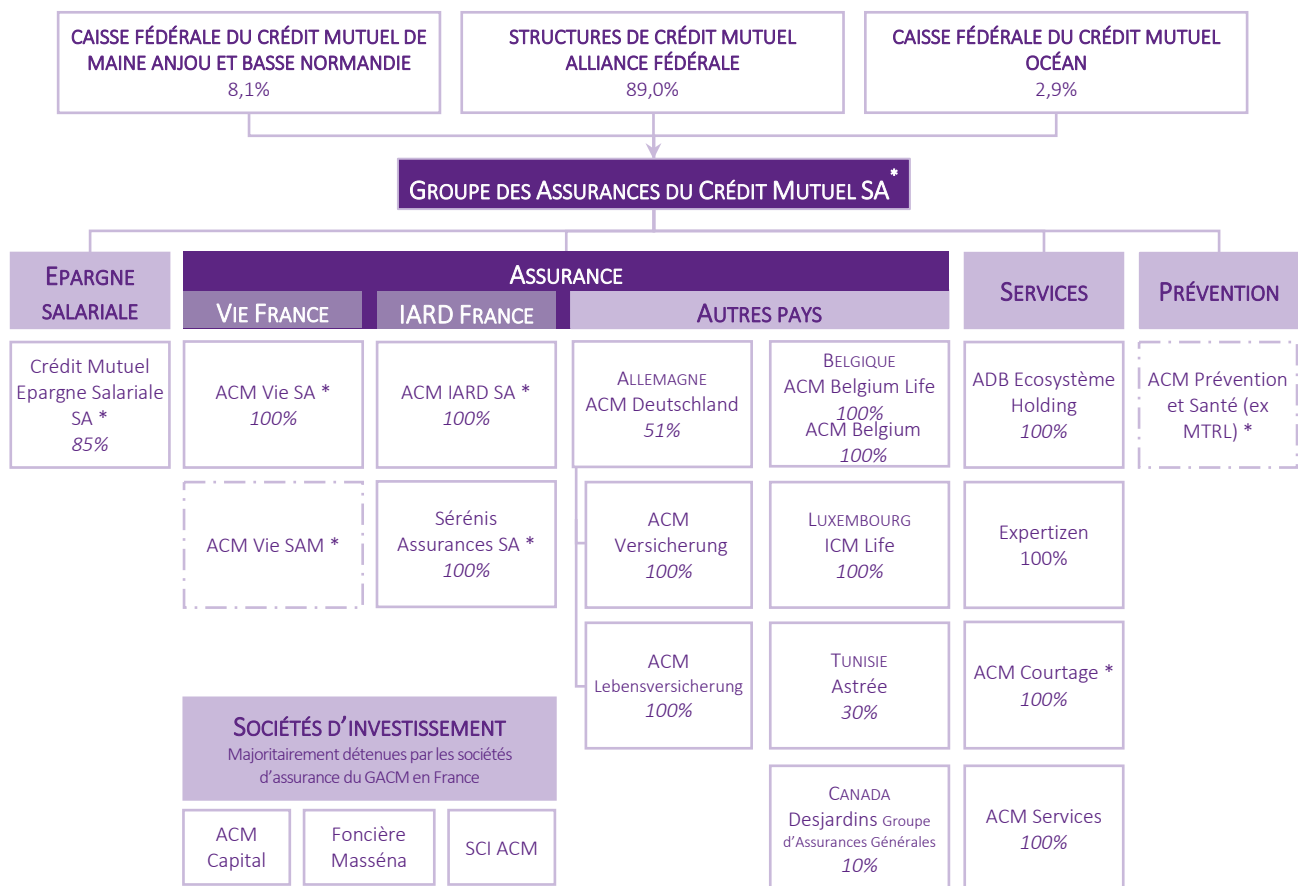 CAISSE FÉDÉRALE DU CRÉDIT MUTUEL DE
MAINE ANJOU ET BASSE NORMANDIE
8,1%
STRUCTURES DE CRÉDIT MUTUEL
ALLIANCE FÉDÉRALE
89,0%
CAISSE FÉDÉRALE DU CRÉDIT MUTUEL
OCÉAN
2,9%
GROUPE DES ASSURANCES DU CRÉDIT MUTUEL SA*
EPARGNE
SALARIALE
ASSURANCE
VIE FRANCE
IARD FRANCE
AUTRES PAYS
SERVICES
PRÉVENTION
Crédit Mutuel
Epargne Salariale
SA *
85%
ACM Vie SA *
100%
ACM IARD SA *
100%
ALLEMAGNE
ACM Deutschland
51%
BELGIQUE
ACM Belgium Life
100%
ACM Belgium
100%
ADB Ecosystème
Holding
100%
ACM Prévention
et Santé (ex
MTRL) *
ACM Vie SAM *
Sérénis
Assurances SA *
100%
ACM
Versicherung
100%
LUXEMBOURG
ICM Life
100%
Expertizen
100%
ACM
Lebensversicherung
100%
TUNISIE
Astrée
30%
ACM Courtage *
100%
SOCIÉTÉS D'INVESTISSEMENT
Majoritairement détenues par les sociétés
d'assurance du GACM en France
ACM
Capital
Foncière
Masséna
SCI ACM
CANADA
Desjardins Groupe
d'Assurances Générales
10%
ACM Services
100%